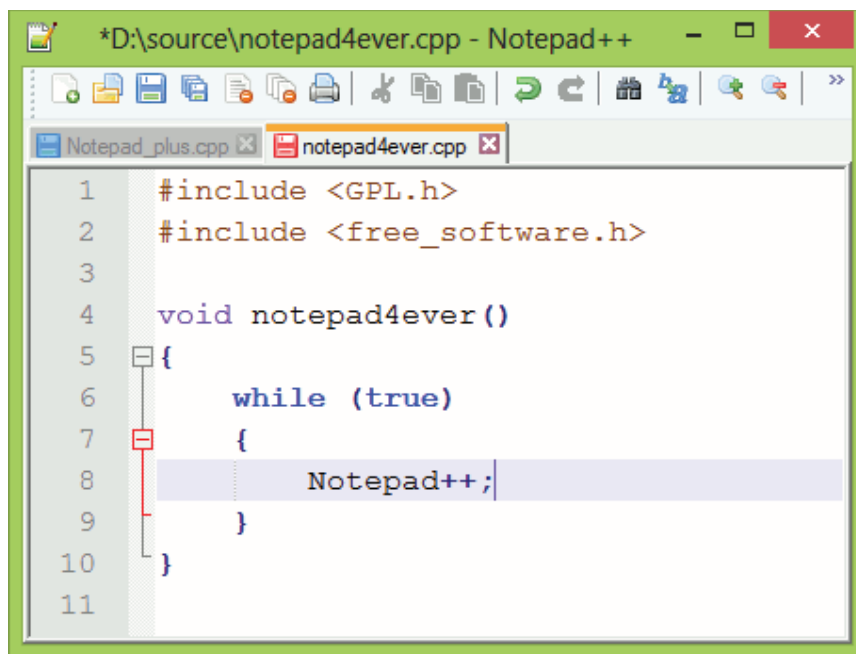 *D:\source\notepad4ever.cpp - Notepad++
Notepad_plus.cpp notepad4ever.cpp
1 #include <GPL.h>
2 #include <free_software.h>
3
4 void notepad4ever()
5 {
6 while (true)
7 {
8 Notepad++;
9 }
10 }
11